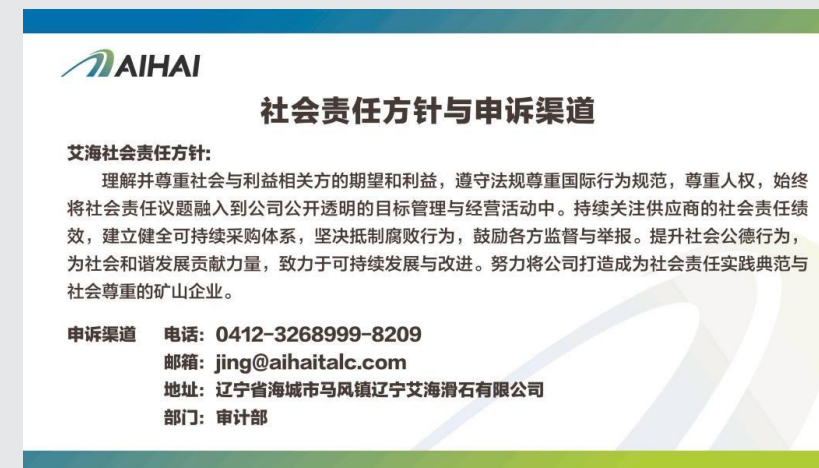 AIHAI
社会责任方针与申诉渠道
艾海社会责任方针:
理解并尊重社会与利益相关方的期望和利益，遵守法规尊重国际行为规范，尊重人权，始终
将社会责任议题融入到公司公开透明的目标管理与经营活动中。持续关注供应商的社会责任绩
效，建立健全可持续采购体系，坚决抵制腐败行为，鼓励各方监督与举报。提升社会公德行为，
为社会和谐发展贡献力量，致力于可持续发展与改进。努力将公司打造成为社会责任实践典范与
社会尊重的矿山企业。
申诉渠道 电话: 0412-3268999-8209
邮箱: jing@aihaitalc.com
地址: 辽宁省海城市马风镇辽宁艾海滑石有限公司
部门: 审计部